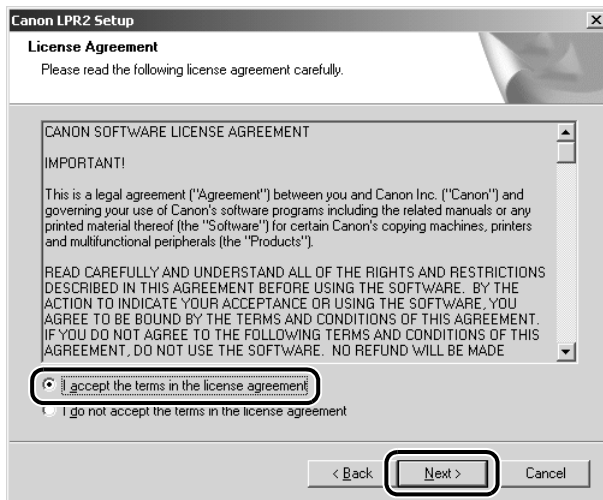 Canon LPR2 Setup
License Agreement
Please read the following license agreement carefully.
CANON SOFTWARE LICENSE AGREEMENT
IMPORTANT!
This is a legal agreement ("Agreement") between you and Canon Inc. ("Canon") and
governing your use of Canon's software programs including the related manuals or any
printed material thereof (the "Software") for certain Canon's copying machines, printers
and multifunctional peripherals (the "Products").
READ CAREFULLY AND UNDERSTAND ALL OF THE RIGHTS AND RESTRICTIONS
DESCRIBED IN THIS AGREEMENT BEFORE USING THE SOFTWARE. BY THE
ACTION TO INDICATE YOUR ACCEPTANCE OR USING THE SOFTWARE, YOU
AGREE TO BE BOUND BY THE TERMS AND CONDITIONS OF THIS AGREEMENT.
IF YOU DO NOT AGREE TO THE FOLLOWING TERMS AND CONDITIONS OF THIS
AGREEMENT, DO NOT USE THE SOFTWARE. NO REFUND WILL BE MADE
I accept the terms in the license agreement
I do not accept the terms in the license agreement
< Back Next > Cancel